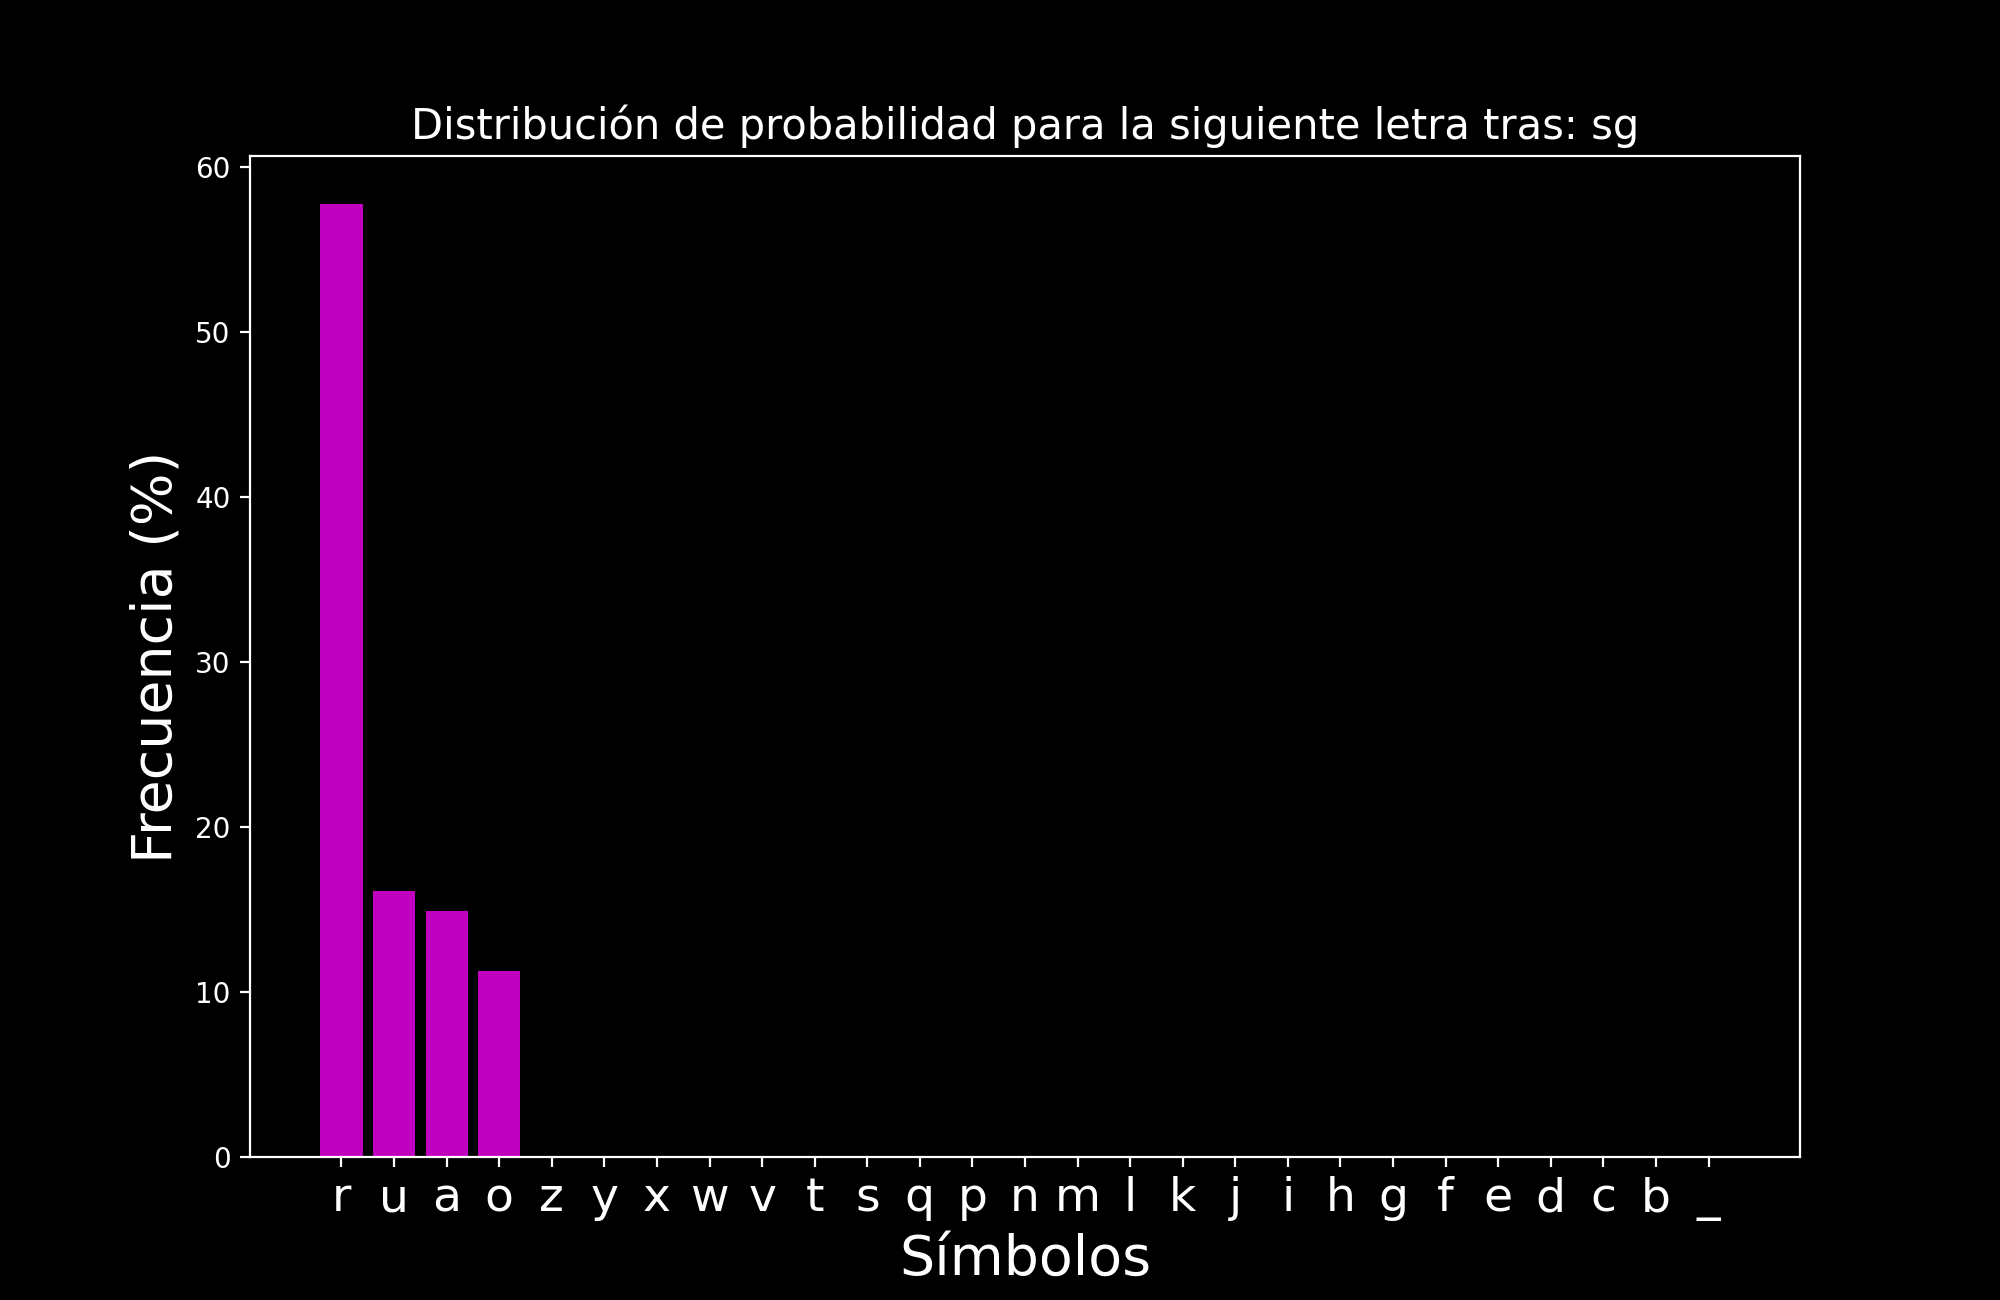 Distribución de probabilidad para la siguiente letra tras: sg
60
50
40
30
20
10
0
Frecuencia (%)
r u a o z y x w v t s q p n m l k j i h g f e d c b _
Símbolos